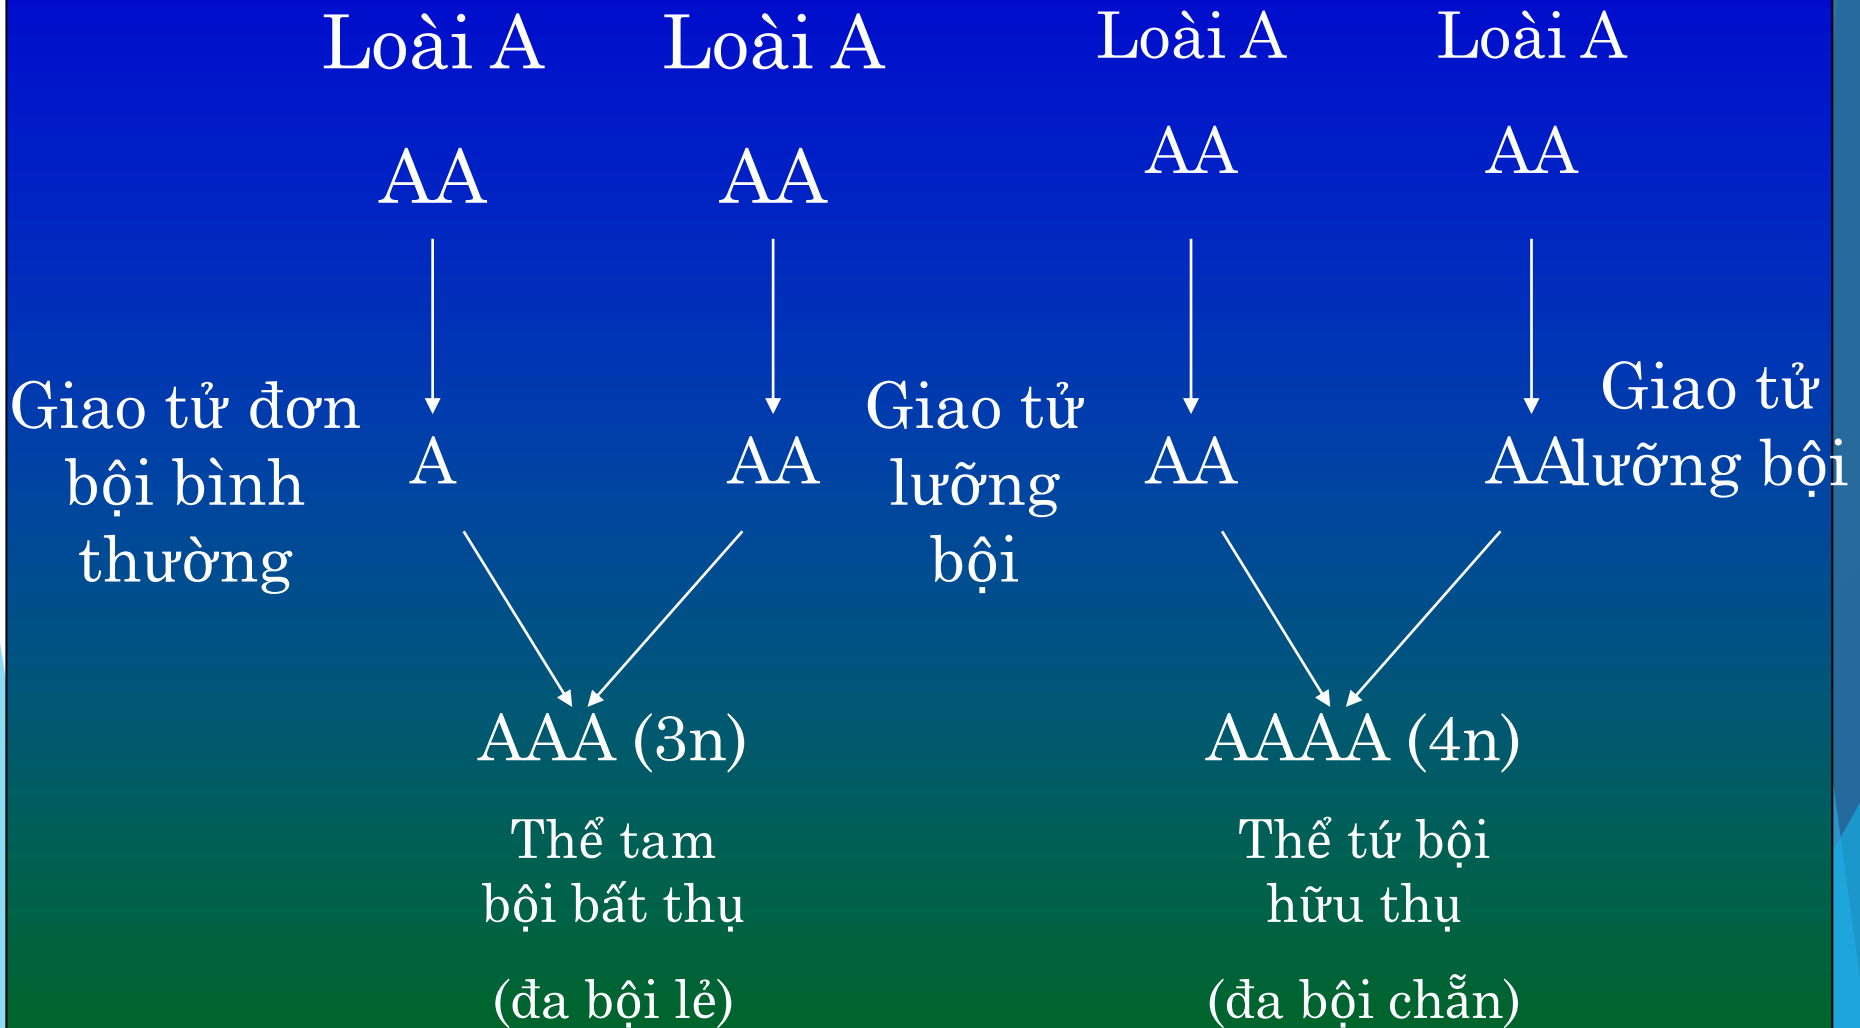 Loài A Loài A Loài A Loài A
AA AA AA AA
Giao tử đơn
bội bình
thường
A
AA
Giao tử
lưỡng
bội
AA
AA
Giao tử
lưỡng bội
AAA (3n)
Thể tam
bội bất thụ
(đa bội lẻ)
AAAA (4n)
Thể tứ bội
hữu thụ
(đa bội chẵn)